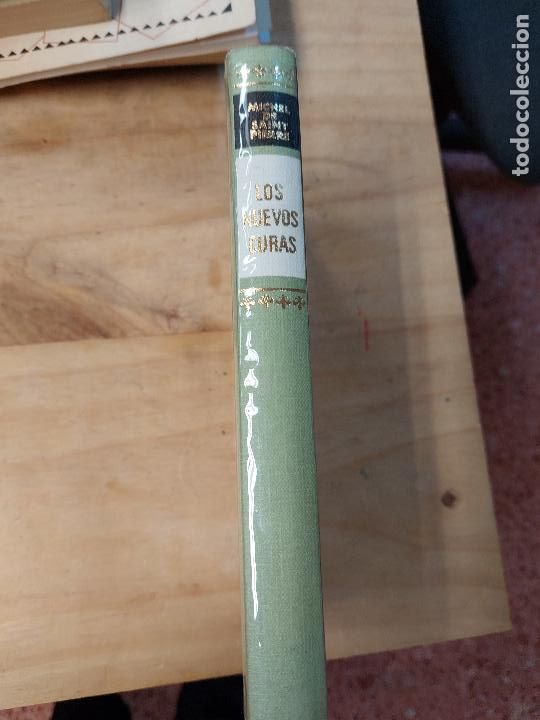 MICHEL
DE
SAINT
PIERRE
LOS
NUEVOS
CURAS
todocoleccion